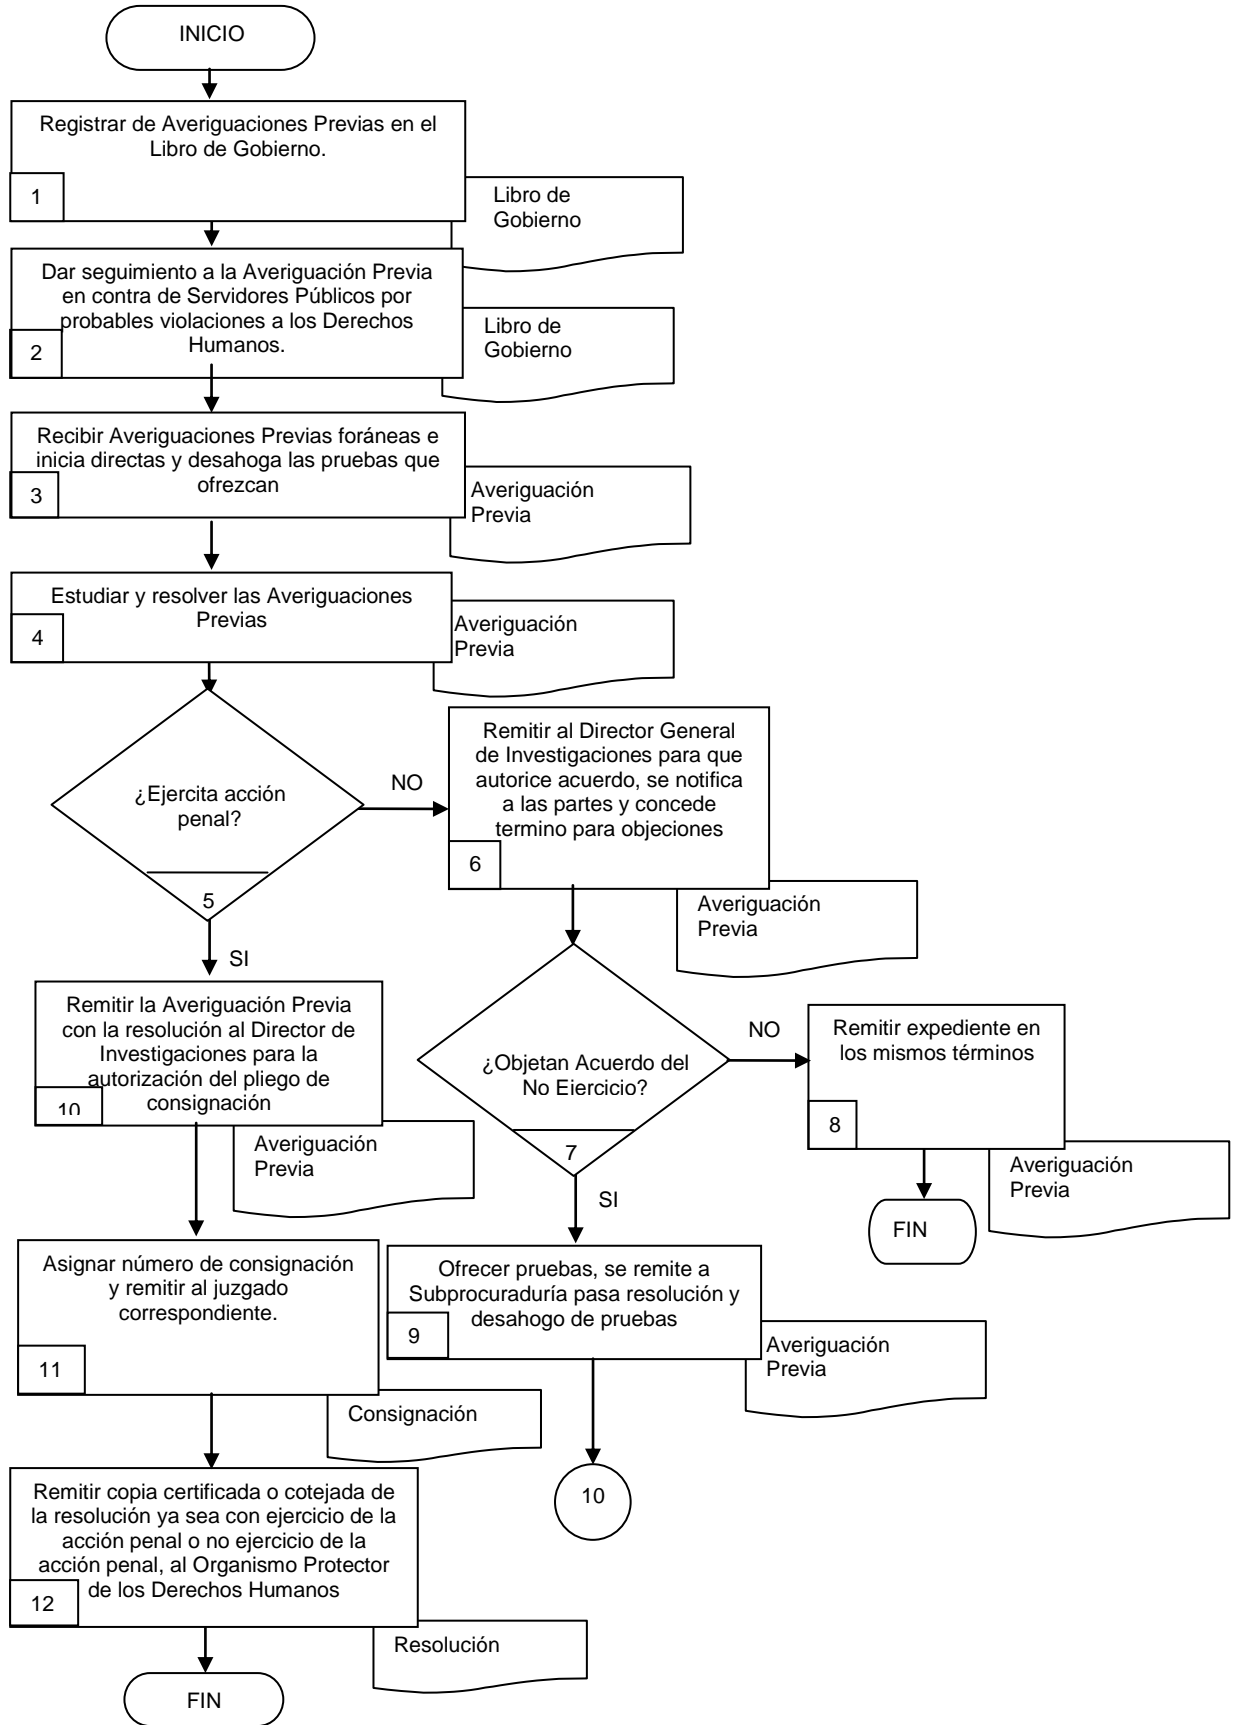 INICIO
Registrar de Averiguaciones Previas en el
Libro de Gobierno.
1
Libro de
Gobierno
Dar seguimiento a la Averiguación Previa
en contra de Servidores Públicos por
probables violaciones a los Derechos
Humanos.
2
Libro de
Gobierno
Recibir Averiguaciones Previas foráneas e
inicia directas y desahoga las pruebas que
ofrezcan
3
Averiguación
Previa
Estudiar y resolver las Averiguaciones
Previas
4
Averiguación
Previa
¿Ejercita acción
penal?
5
NO
SI
Remitir al Director General
de Investigaciones para que
autorice acuerdo, se notifica
a las partes y concede
termino para objeciones
6
Averiguación
Previa
¿Objetan Acuerdo del
No Ejercicio?
7
NO
SI
Remitir expediente en
los mismos términos
8
Averiguación
Previa
FIN
Remitir la Averiguación Previa
con la resolución al Director de
Investigaciones para la
autorización del pliego de
consignación
10
Averiguación
Previa
Ofrecer pruebas, se remite a
Subprocuraduría pasa resolución y
desahogo de pruebas
9
Averiguación
Previa
10
Asignar número de consignación
y remitir al juzgado
correspondiente.
11
Consignación
Remitir copia certificada o cotejada de
la resolución ya sea con ejercicio de la
acción penal o no ejercicio de la
acción penal, al Organismo Protector
de los Derechos Humanos
12
Resolución
FIN